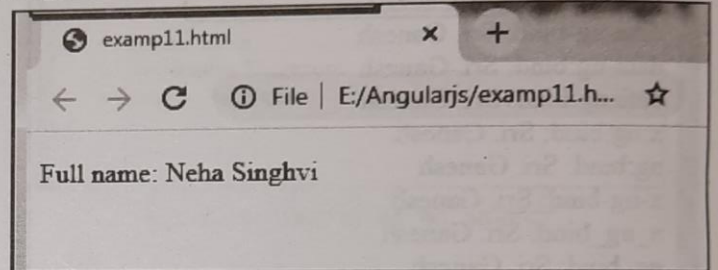 examp11.html
File | E:/Angularjs/examp11.h...
Full name: Neha Singhvi